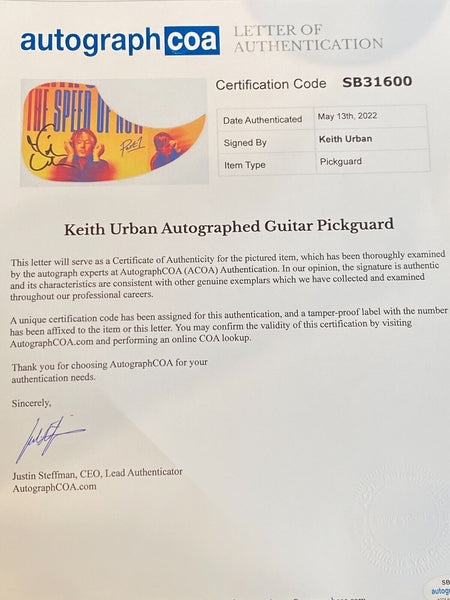 autographcoa
LETTER OF
AUTHENTICATION
Certification Code SB31600
THE SPEED OF NOW
Part 1
Date Authenticated May 13th, 2022
Signed By Keith Urban
Item Type Pickguard
Keith Urban Autographed Guitar Pickguard
This letter will serve as a Certificate of Authenticity for the pictured item, which has been thoroughly examined
by the autograph experts at AutographCOA (ACOA) Authentication. In our opinion, the signature is authentic
and its characteristics are consistent with other genuine exemplars which we have collected and examined
throughout our professional careers.
A unique certification code has been assigned for this authentication, and a tamper-proof label with the number
has been affixed to the item or this letter. You may confirm the validity of this certification by visiting
AutographCOA.com and performing an online COA lookup.
Thank you for choosing AutographCOA for your
authentication needs.
Sincerely,
Justin Steffman, CEO, Lead Authenticator
AutographCOA.com
SB
autog